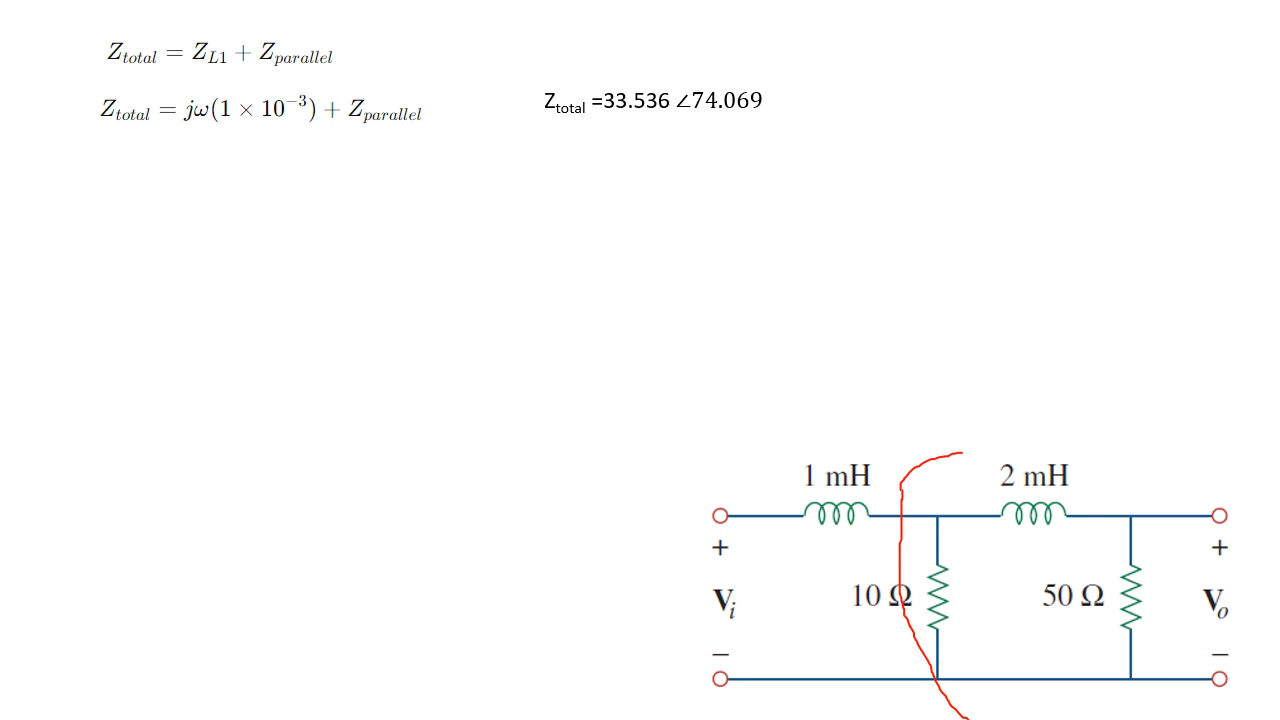 Z_total = Z_L1 + Z_parallel
Z_total = jω(1 × 10⁻³) + Z_parallel
Z_total =33.536 ∠74.069
1 mH
2 mH
+
+
10 Ω
50 Ω
V_i
V_o
−
−